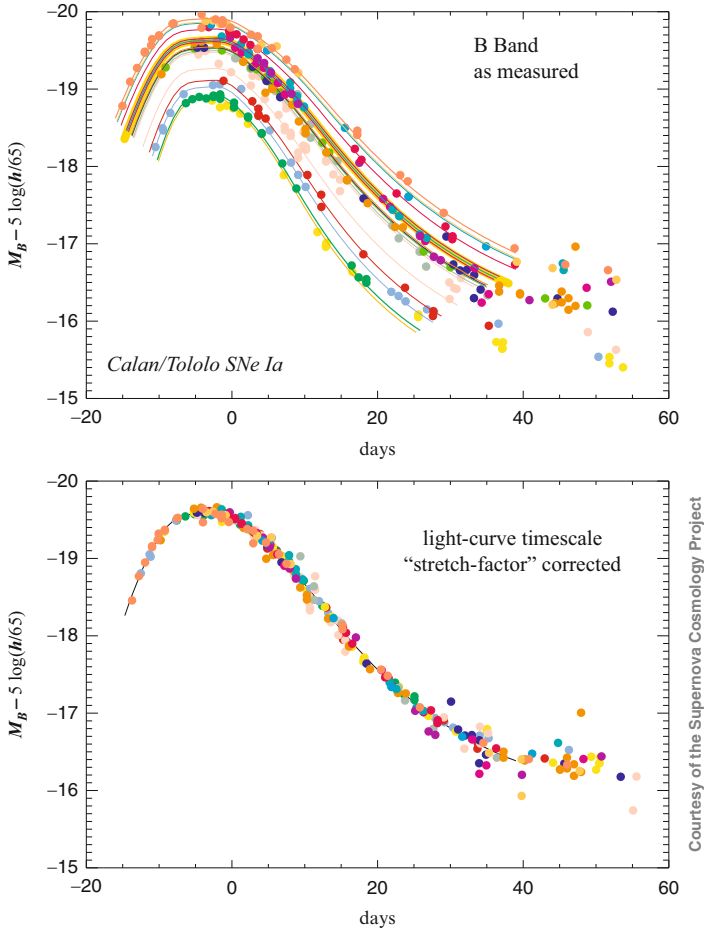 −20
−19
−18
−17
−16
−15
M_B − 5 log(h/65)
B Band
as measured
Calan/Tololo SNe Ia
−20 0 20 40 60
days
−20
−19
−18
−17
−16
−15
M_B − 5 log(h/65)
light-curve timescale
“stretch-factor” corrected
−20 0 20 40 60
days
Courtesy of the Supernova Cosmology Project